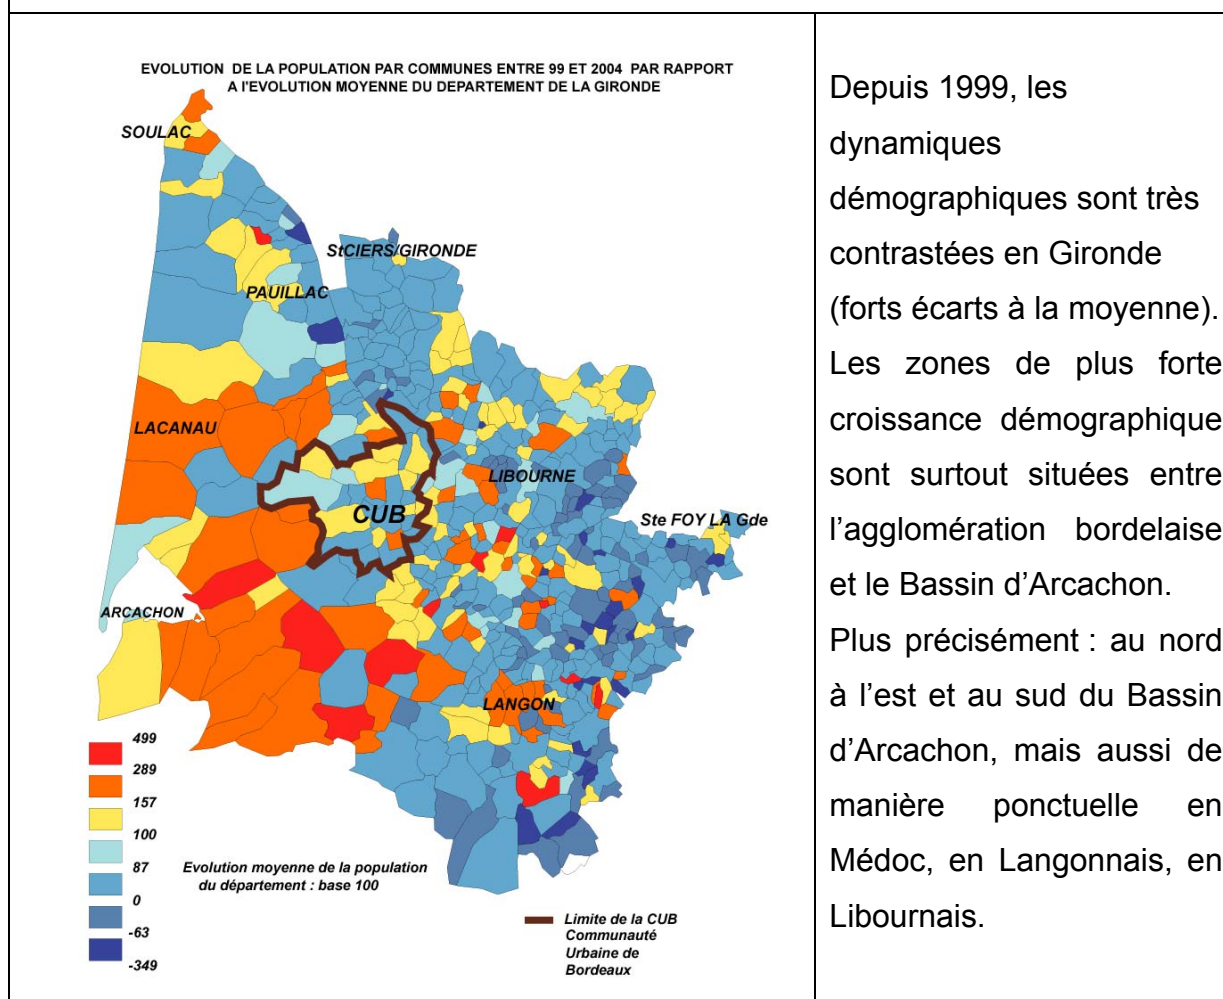 EVOLUTION DE LA POPULATION PAR COMMUNES ENTRE 99 ET 2004 PAR RAPPORT
A l'EVOLUTION MOYENNE DU DEPARTEMENT DE LA GIRONDE
SOULAC
StCIERS/GIRONDE
PAUILLAC
LACANAU
LIBOURNE
CUB
Ste FOY LA Gde
ARCACHON
LANGON
499
289
157
100
87
0
-63
-349
Evolution moyenne de la population
du département : base 100
Limite de la CUB
Communauté
Urbaine de
Bordeaux
Depuis 1999, les
dynamiques
démographiques sont très
contrastées en Gironde
(forts écarts à la moyenne).
Les zones de plus forte
croissance démographique
sont surtout situées entre
l’agglomération bordelaise
et le Bassin d’Arcachon.
Plus précisément : au nord
à l’est et au sud du Bassin
d’Arcachon, mais aussi de
manière ponctuelle en
Médoc, en Langonnais, en
Libournais.